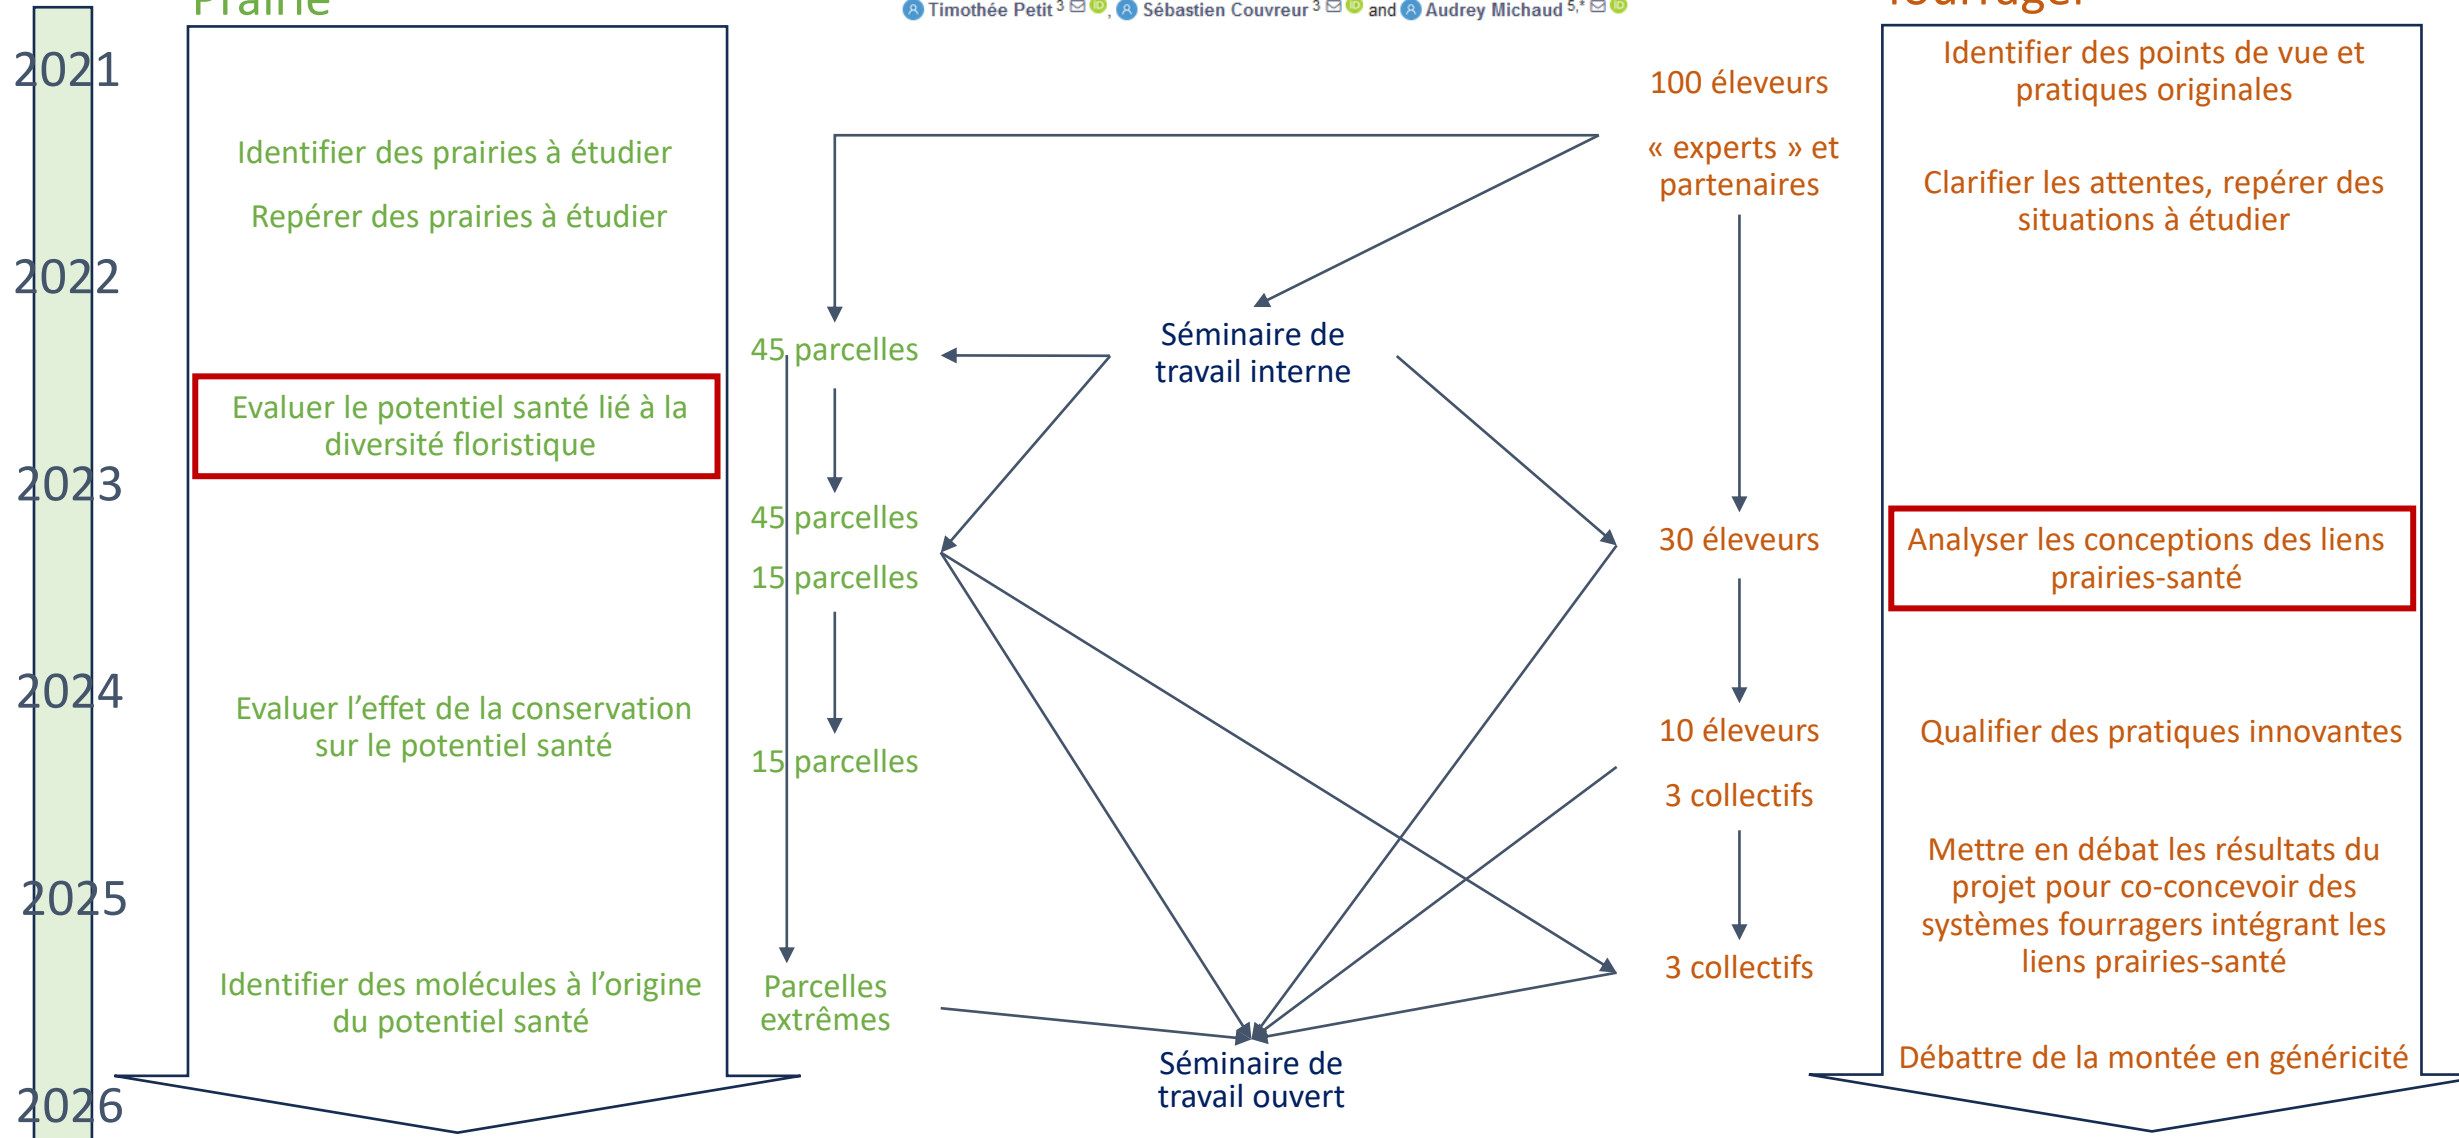 Prairie
Timothée Petit 3, Sébastien Couvreur 3 and Audrey Michaud 5,*
fourrager
2021
2022
2023
2024
2025
2026
Identifier des prairies à étudier
Repérer des prairies à étudier
Evaluer le potentiel santé lié à la
diversité floristique
Evaluer l’effet de la conservation
sur le potentiel santé
Identifier des molécules à l’origine
du potentiel santé
45 parcelles
45 parcelles
15 parcelles
15 parcelles
Parcelles
extrêmes
Séminaire de
travail interne
Séminaire de
travail ouvert
100 éleveurs
« experts » et
partenaires
30 éleveurs
10 éleveurs
3 collectifs
3 collectifs
Identifier des points de vue et
pratiques originales
Clarifier les attentes, repérer des
situations à étudier
Analyser les conceptions des liens
prairies-santé
Qualifier des pratiques innovantes
Mettre en débat les résultats du
projet pour co-concevoir des
systèmes fourragers intégrant les
liens prairies-santé
Débattre de la montée en généricité